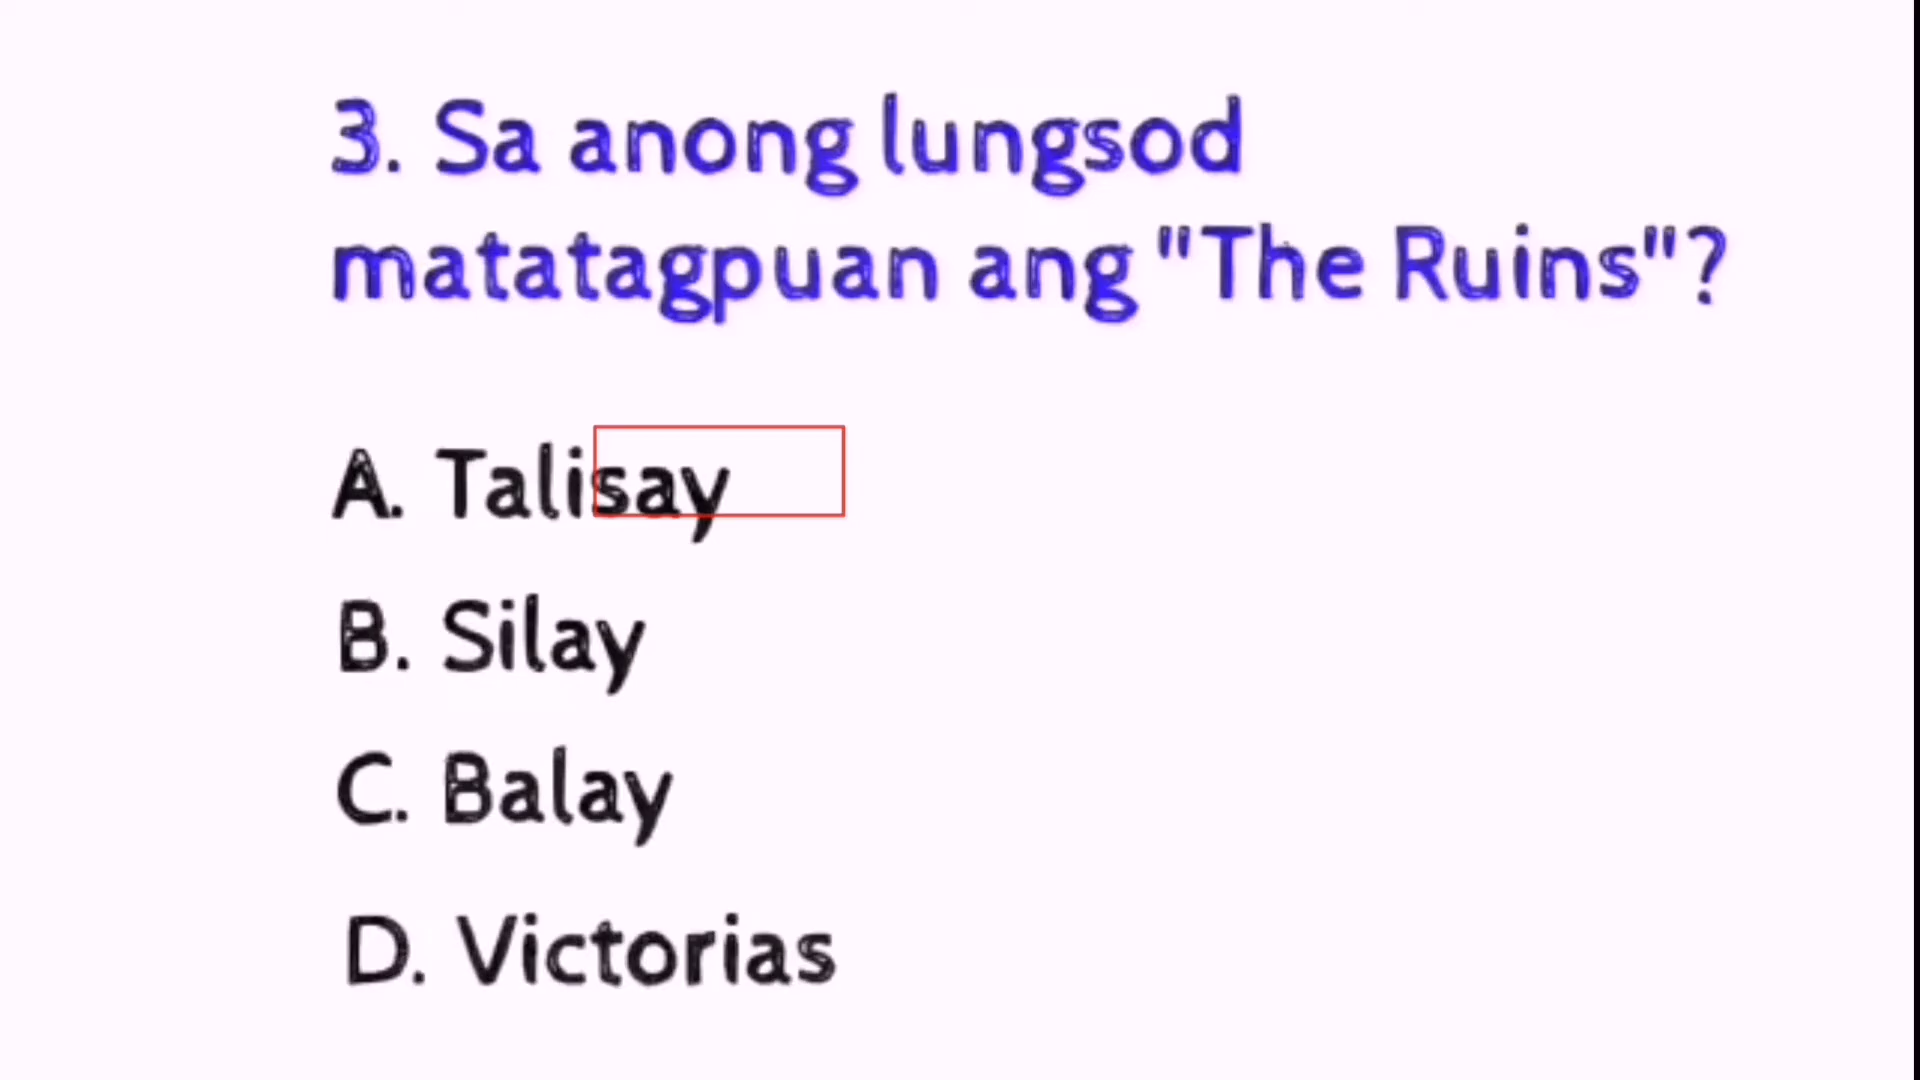 3. Sa anong lungsod
matatagpuan ang "The Ruins"?
A. Talisay
B. Silay
C. Balay
D. Victorias